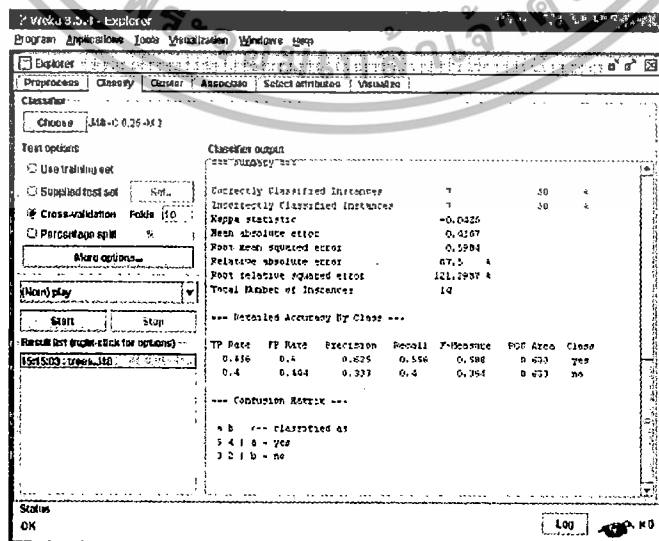 Weka 3.5.4 - Explorer
Program Applications Tools Visualization Windows Help
Explorer
Preprocess Classify Cluster Associate Select attributes Visualize
Classifier
Choose J48 -C 0.25 -M 2
Test options
Use training set
Supplied test set Set...
Cross-validation Folds 10
Percentage split %
More options...
(Nom) play
Start Stop
Result list (right-click for options)
15:15:03 - trees.J48
Classifier output
=== Summary ===
Correctly Classified Instances 7 50 %
Incorrectly Classified Instances 7 50 %
Kappa statistic -0.0426
Mean absolute error 0.4167
Root mean squared error 0.5984
Relative absolute error 87.5 %
Root relative squared error 121.2987 %
Total Number of Instances 14
=== Detailed Accuracy By Class ===
TP Rate FP Rate Precision Recall F-Measure ROC Area Class
0.556 0.6 0.625 0.556 0.588 0.633 yes
0.4 0.444 0.333 0.4 0.364 0.633 no
=== Confusion Matrix ===
a b <-- classified as
5 4 | a = yes
3 2 | b = no
Status
OK
Log
x 0